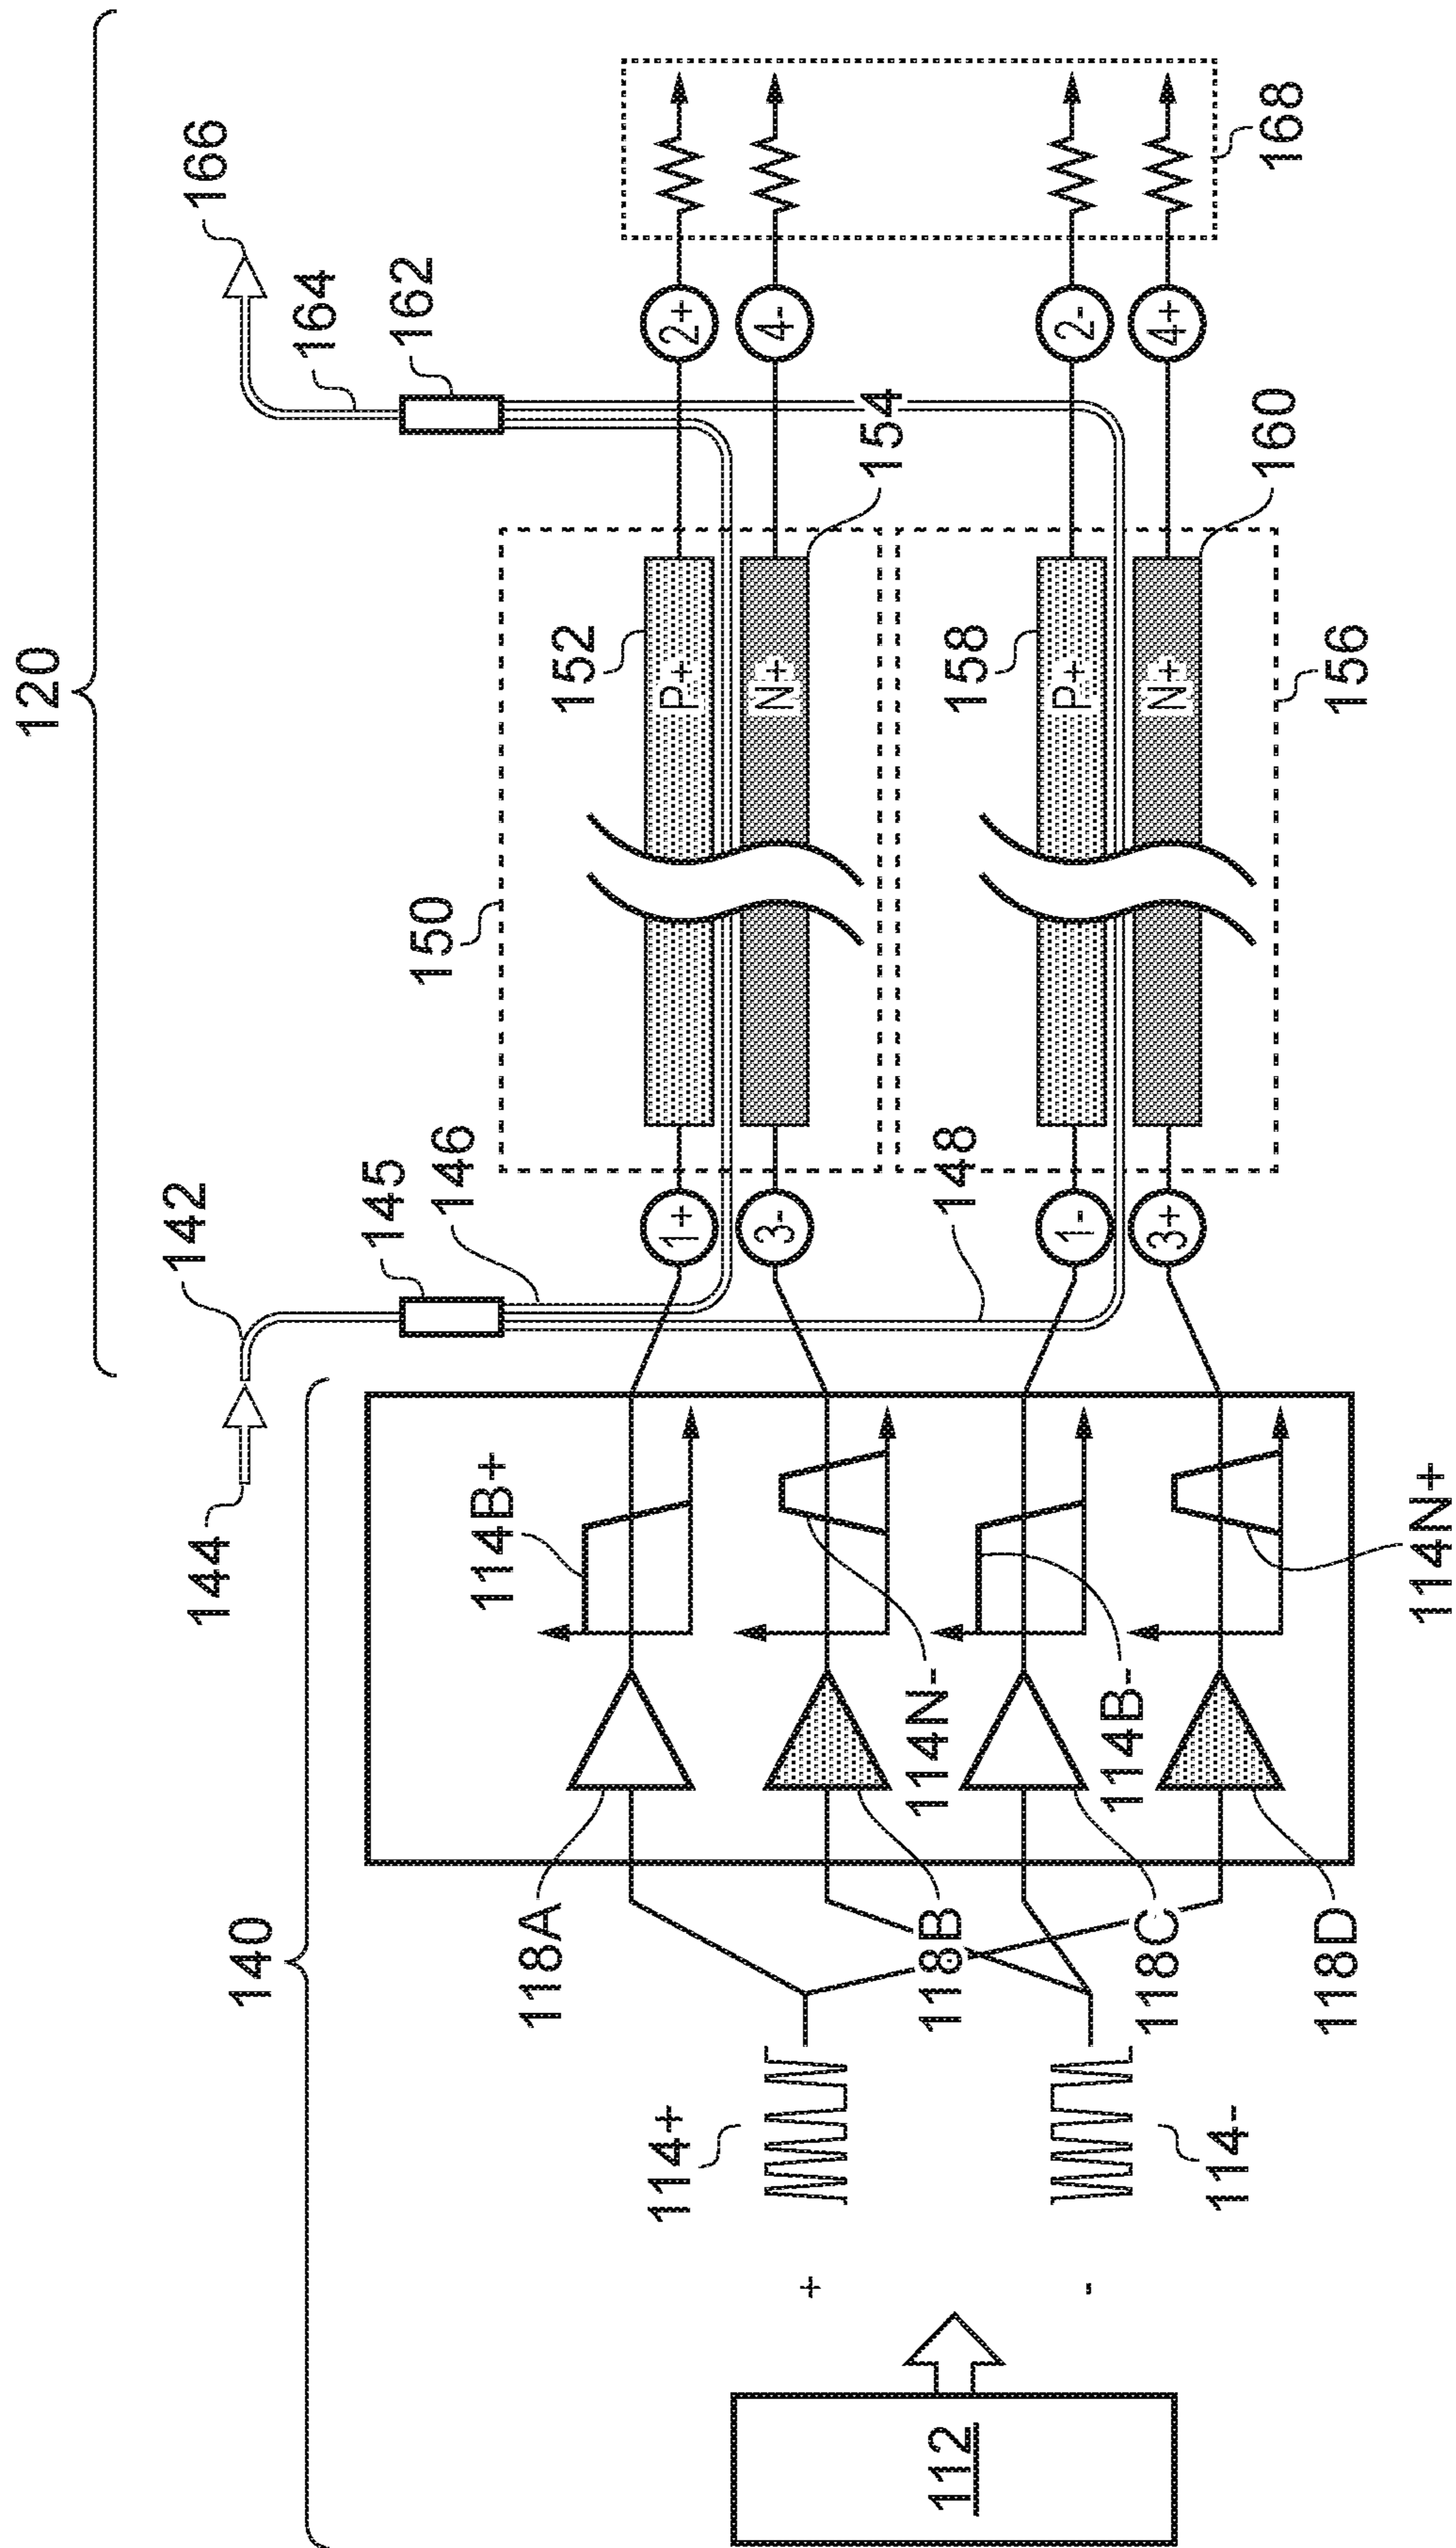 120
140
144
142
145
146
148
166
164
162
150
152
P+
154
N+
158
P+
156
160
N+
168
1+
3-
1-
3+
2+
4-
2-
4+
114B+
114N-
114B-
114N+
118A
118B
118C
118D
114+
114-
+
-
112